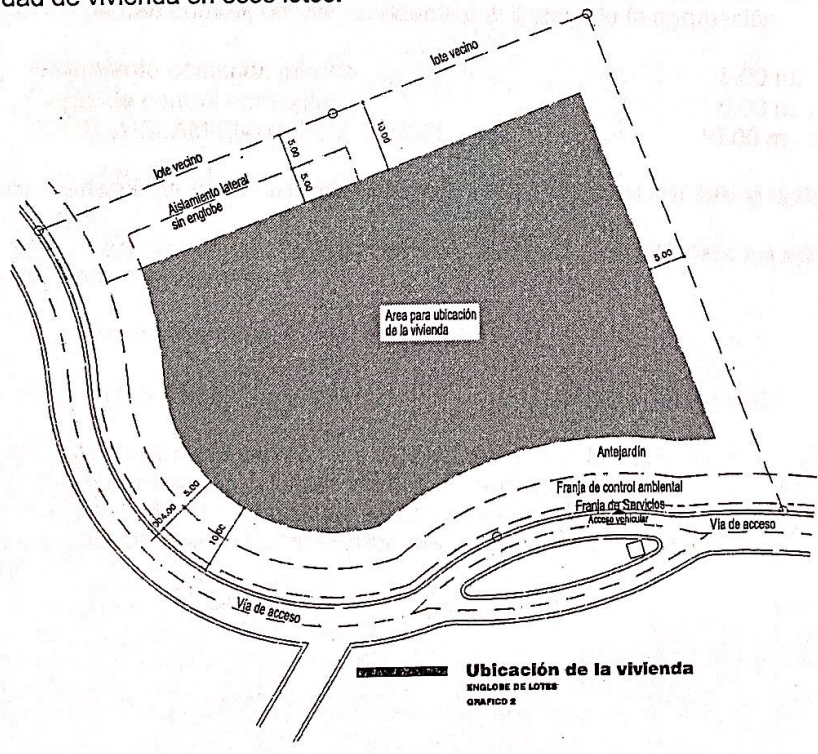 dad de vivienda en esos lotes.
lote vecino
lote vecino
10.00
5.00
5.00
Aislamiento lateral
sin englobe
5.00
Area para ubicación
de la vivienda
Antejardín
Franja de control ambiental
Franja de Servicios
Acceso vehicular
Vía de acceso
5.00
10.00
Vía de acceso
Ubicación de la vivienda
ENGLOBE DE LOTES
GRAFICO 2